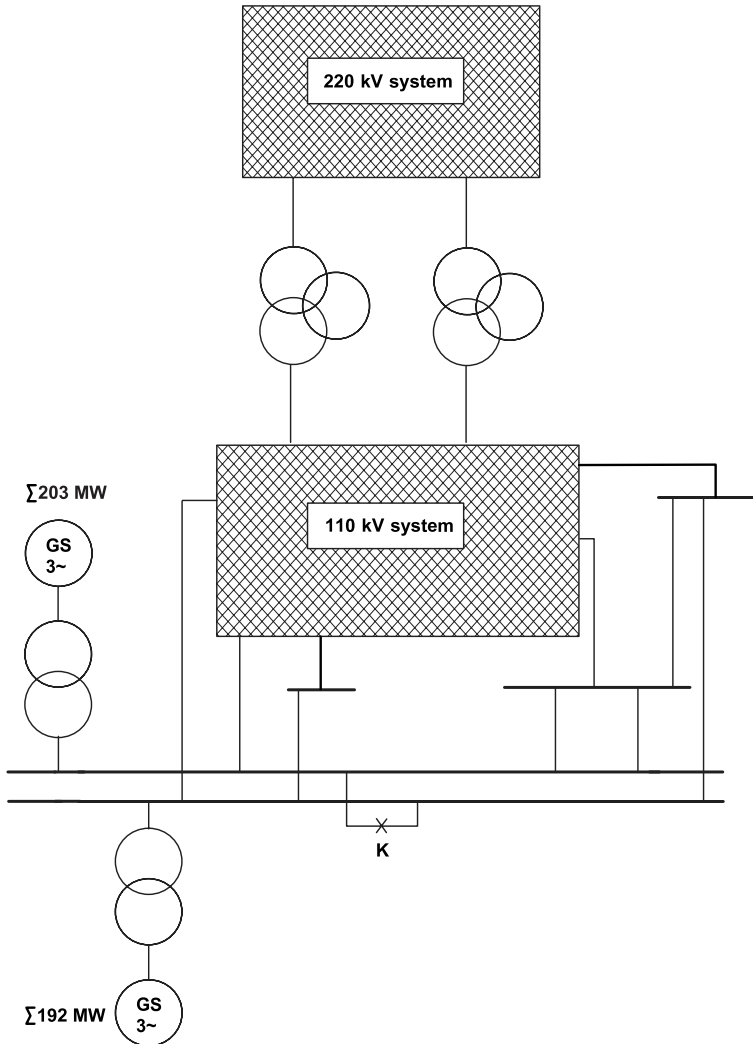 220 kV system
∑203 MW
110 kV system
GS
3~
K
∑192 MW
GS
3~